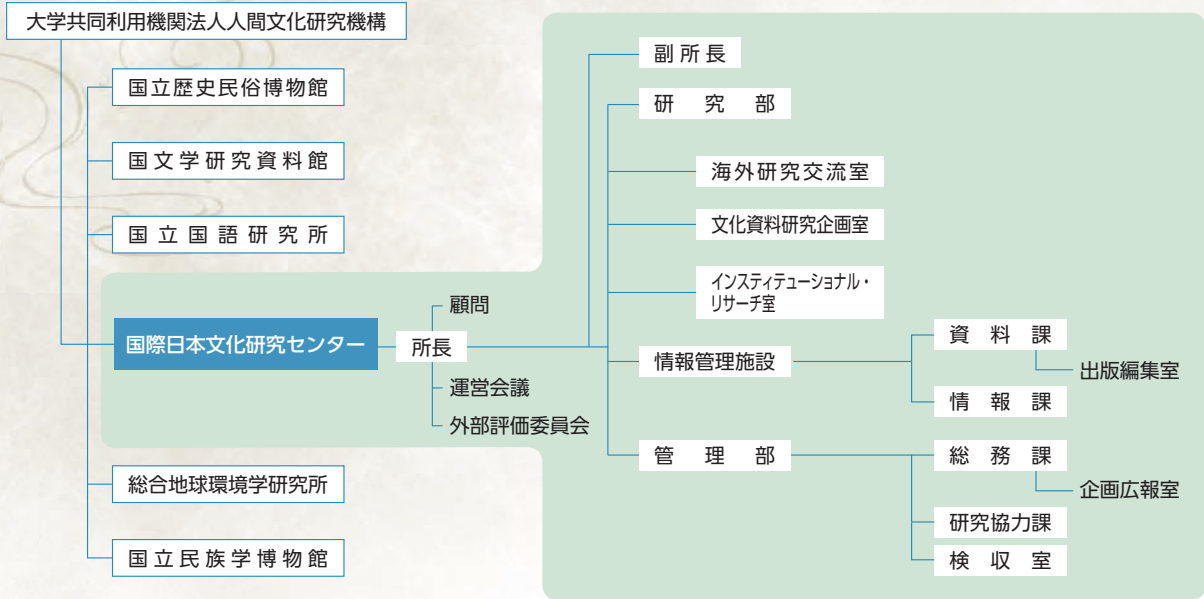 大学共同利用機関法人人間文化研究機構
国立歴史民俗博物館
国文学研究資料館
国立国語研究所
国際日本文化研究センター
総合地球環境学研究所
国立民族学博物館
所長
顧問
運営会議
外部評価委員会
副所長
研究部
海外研究交流室
文化資料研究企画室
インスティテューショナル・
リサーチ室
情報管理施設
資料課
出版編集室
情報課
管理部
総務課
企画広報室
研究協力課
検収室